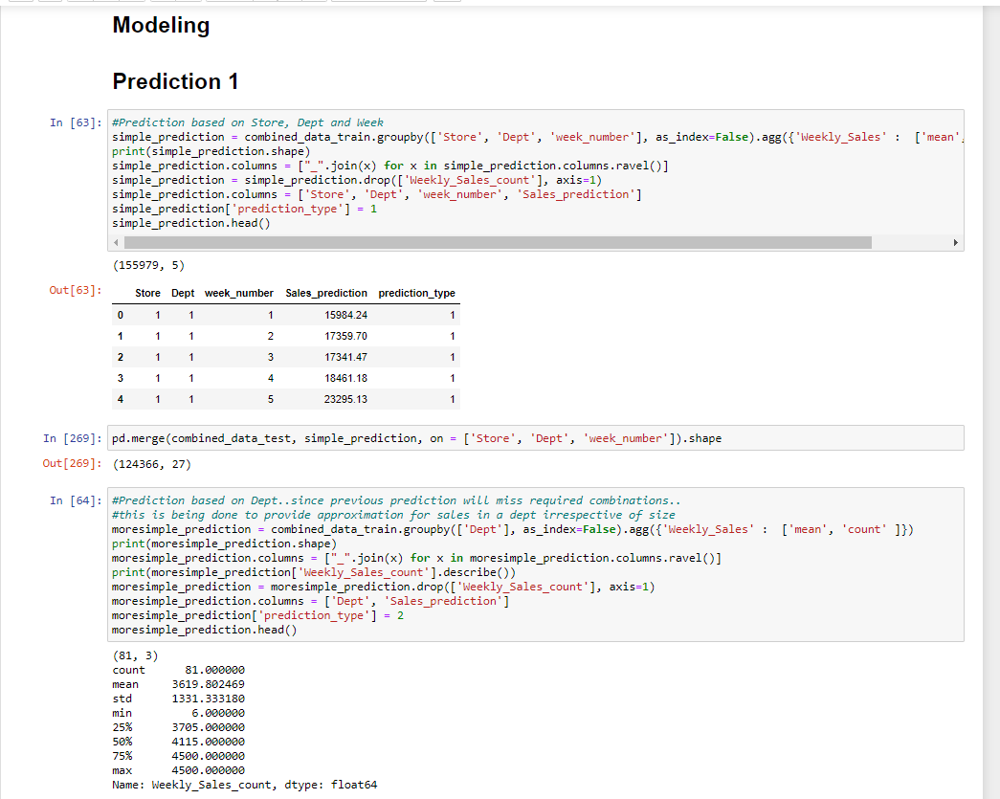 Modeling
Prediction 1
In [63]: #Prediction based on Store, Dept and Week
simple_prediction = combined_data_train.groupby(['Store', 'Dept', 'week_number'], as_index=False).agg({'Weekly_Sales' :  ['mean',
print(simple_prediction.shape)
simple_prediction.columns = ["_".join(x) for x in simple_prediction.columns.ravel()]
simple_prediction = simple_prediction.drop(['Weekly_Sales_count'], axis=1)
simple_prediction.columns = ['Store', 'Dept', 'week_number', 'Sales_prediction']
simple_prediction['prediction_type'] = 1
simple_prediction.head()
(155979, 5)
Out[63]: Store Dept week_number Sales_prediction prediction_type
0 1 1 1 15984.24 1
1 1 1 2 17359.70 1
2 1 1 3 17341.47 1
3 1 1 4 18461.18 1
4 1 1 5 23295.13 1
In [269]: pd.merge(combined_data_test, simple_prediction, on = ['Store', 'Dept', 'week_number']).shape
Out[269]: (124366, 27)
In [64]: #Prediction based on Dept..since previous prediction will miss required combinations..
#this is being done to provide approximation for sales in a dept irrespective of size
moresimple_prediction = combined_data_train.groupby(['Dept'], as_index=False).agg({'Weekly_Sales' :  ['mean', 'count' ]})
print(moresimple_prediction.shape)
moresimple_prediction.columns = ["_".join(x) for x in moresimple_prediction.columns.ravel()]
print(moresimple_prediction['Weekly_Sales_count'].describe())
moresimple_prediction = moresimple_prediction.drop(['Weekly_Sales_count'], axis=1)
moresimple_prediction.columns = ['Dept', 'Sales_prediction']
moresimple_prediction['prediction_type'] = 2
moresimple_prediction.head()
(81, 3)
count 81.000000
mean 3619.802469
std 1331.333180
min 6.000000
25% 3705.000000
50% 4115.000000
75% 4500.000000
max 4500.000000
Name: Weekly_Sales_count, dtype: float64